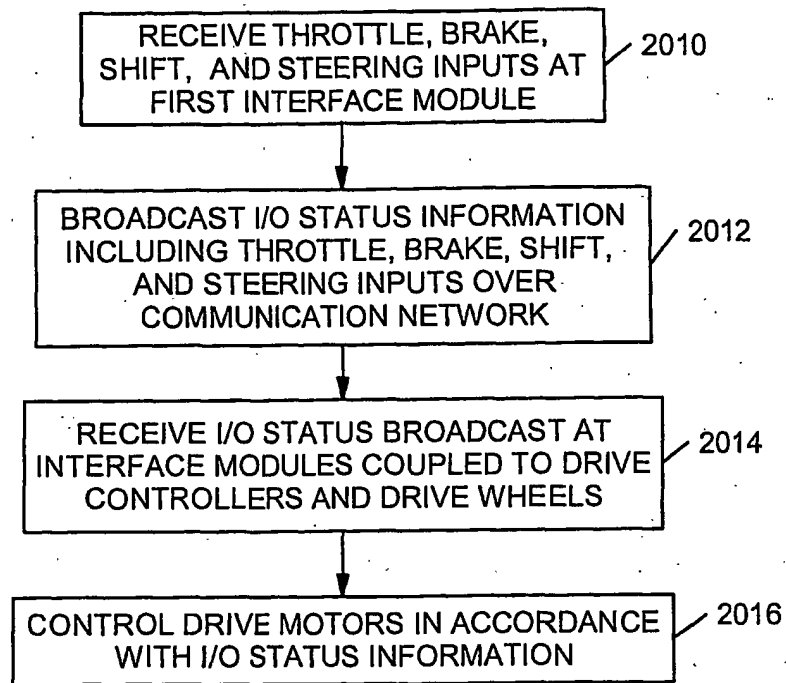 RECEIVE THROTTLE, BRAKE,
SHIFT, AND STEERING INPUTS AT
FIRST INTERFACE MODULE
2010
BROADCAST I/O STATUS INFORMATION
INCLUDING THROTTLE, BRAKE, SHIFT,
AND STEERING INPUTS OVER
COMMUNICATION NETWORK
2012
RECEIVE I/O STATUS BROADCAST AT
INTERFACE MODULES COUPLED TO DRIVE
CONTROLLERS AND DRIVE WHEELS
2014
CONTROL DRIVE MOTORS IN ACCORDANCE
WITH I/O STATUS INFORMATION
2016